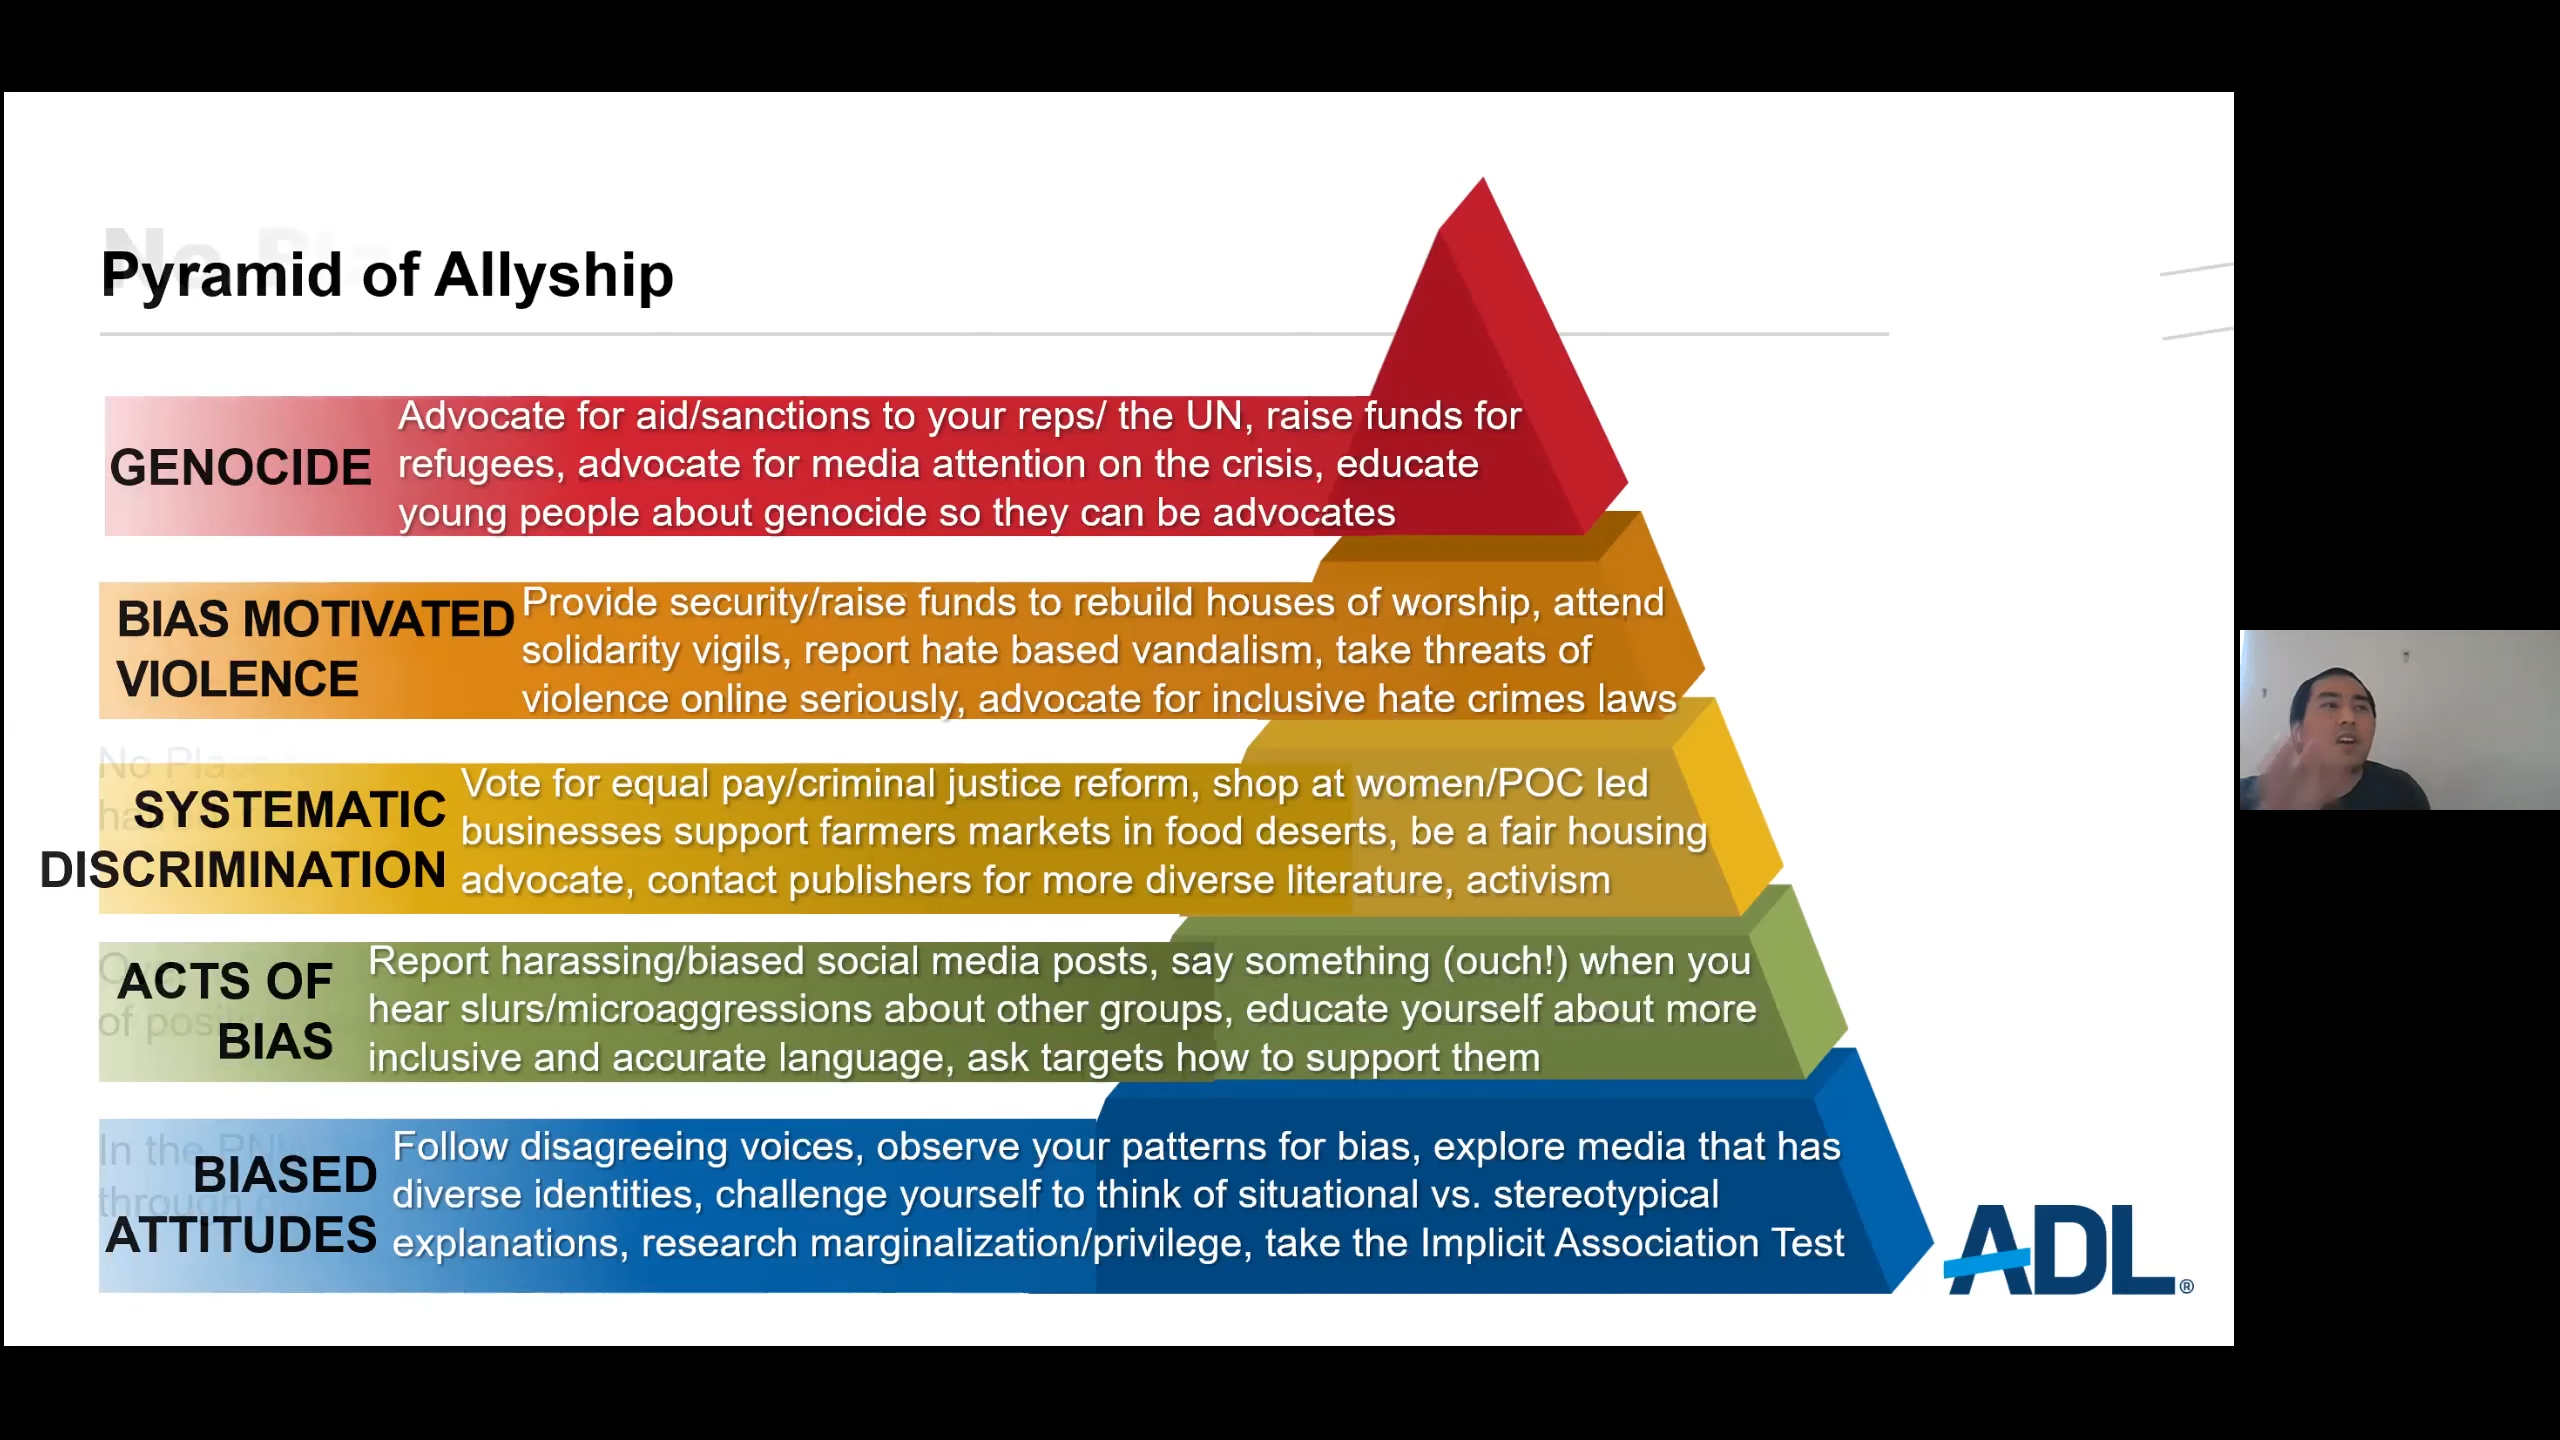 Pyramid of Allyship
GENOCIDE
Advocate for aid/sanctions to your reps/ the UN, raise funds for
refugees, advocate for media attention on the crisis, educate
young people about genocide so they can be advocates
BIAS MOTIVATED
VIOLENCE
Provide security/raise funds to rebuild houses of worship, attend
solidarity vigils, report hate based vandalism, take threats of
violence online seriously, advocate for inclusive hate crimes laws
SYSTEMATIC
DISCRIMINATION
Vote for equal pay/criminal justice reform, shop at women/POC led
businesses support farmers markets in food deserts, be a fair housing
advocate, contact publishers for more diverse literature, activism
ACTS OF
BIAS
Report harassing/biased social media posts, say something (ouch!) when you
hear slurs/microaggressions about other groups, educate yourself about more
inclusive and accurate language, ask targets how to support them
BIASED
ATTITUDES
Follow disagreeing voices, observe your patterns for bias, explore media that has
diverse identities, challenge yourself to think of situational vs. stereotypical
explanations, research marginalization/privilege, take the Implicit Association Test
ADL®